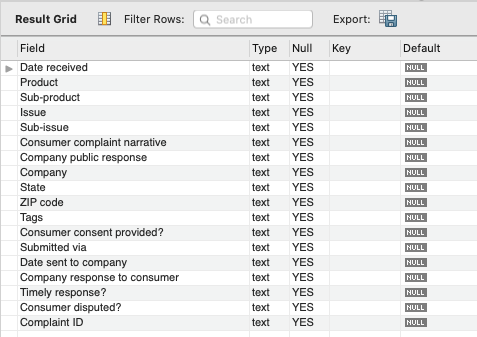 Result Grid Filter Rows: Search Export:
Field Type Null Key Default
Date received text YES NULL
Product text YES NULL
Sub-product text YES NULL
Issue text YES NULL
Sub-issue text YES NULL
Consumer complaint narrative text YES NULL
Company public response text YES NULL
Company text YES NULL
State text YES NULL
ZIP code text YES NULL
Tags text YES NULL
Consumer consent provided? text YES NULL
Submitted via text YES NULL
Date sent to company text YES NULL
Company response to consumer text YES NULL
Timely response? text YES NULL
Consumer disputed? text YES NULL
Complaint ID text YES NULL